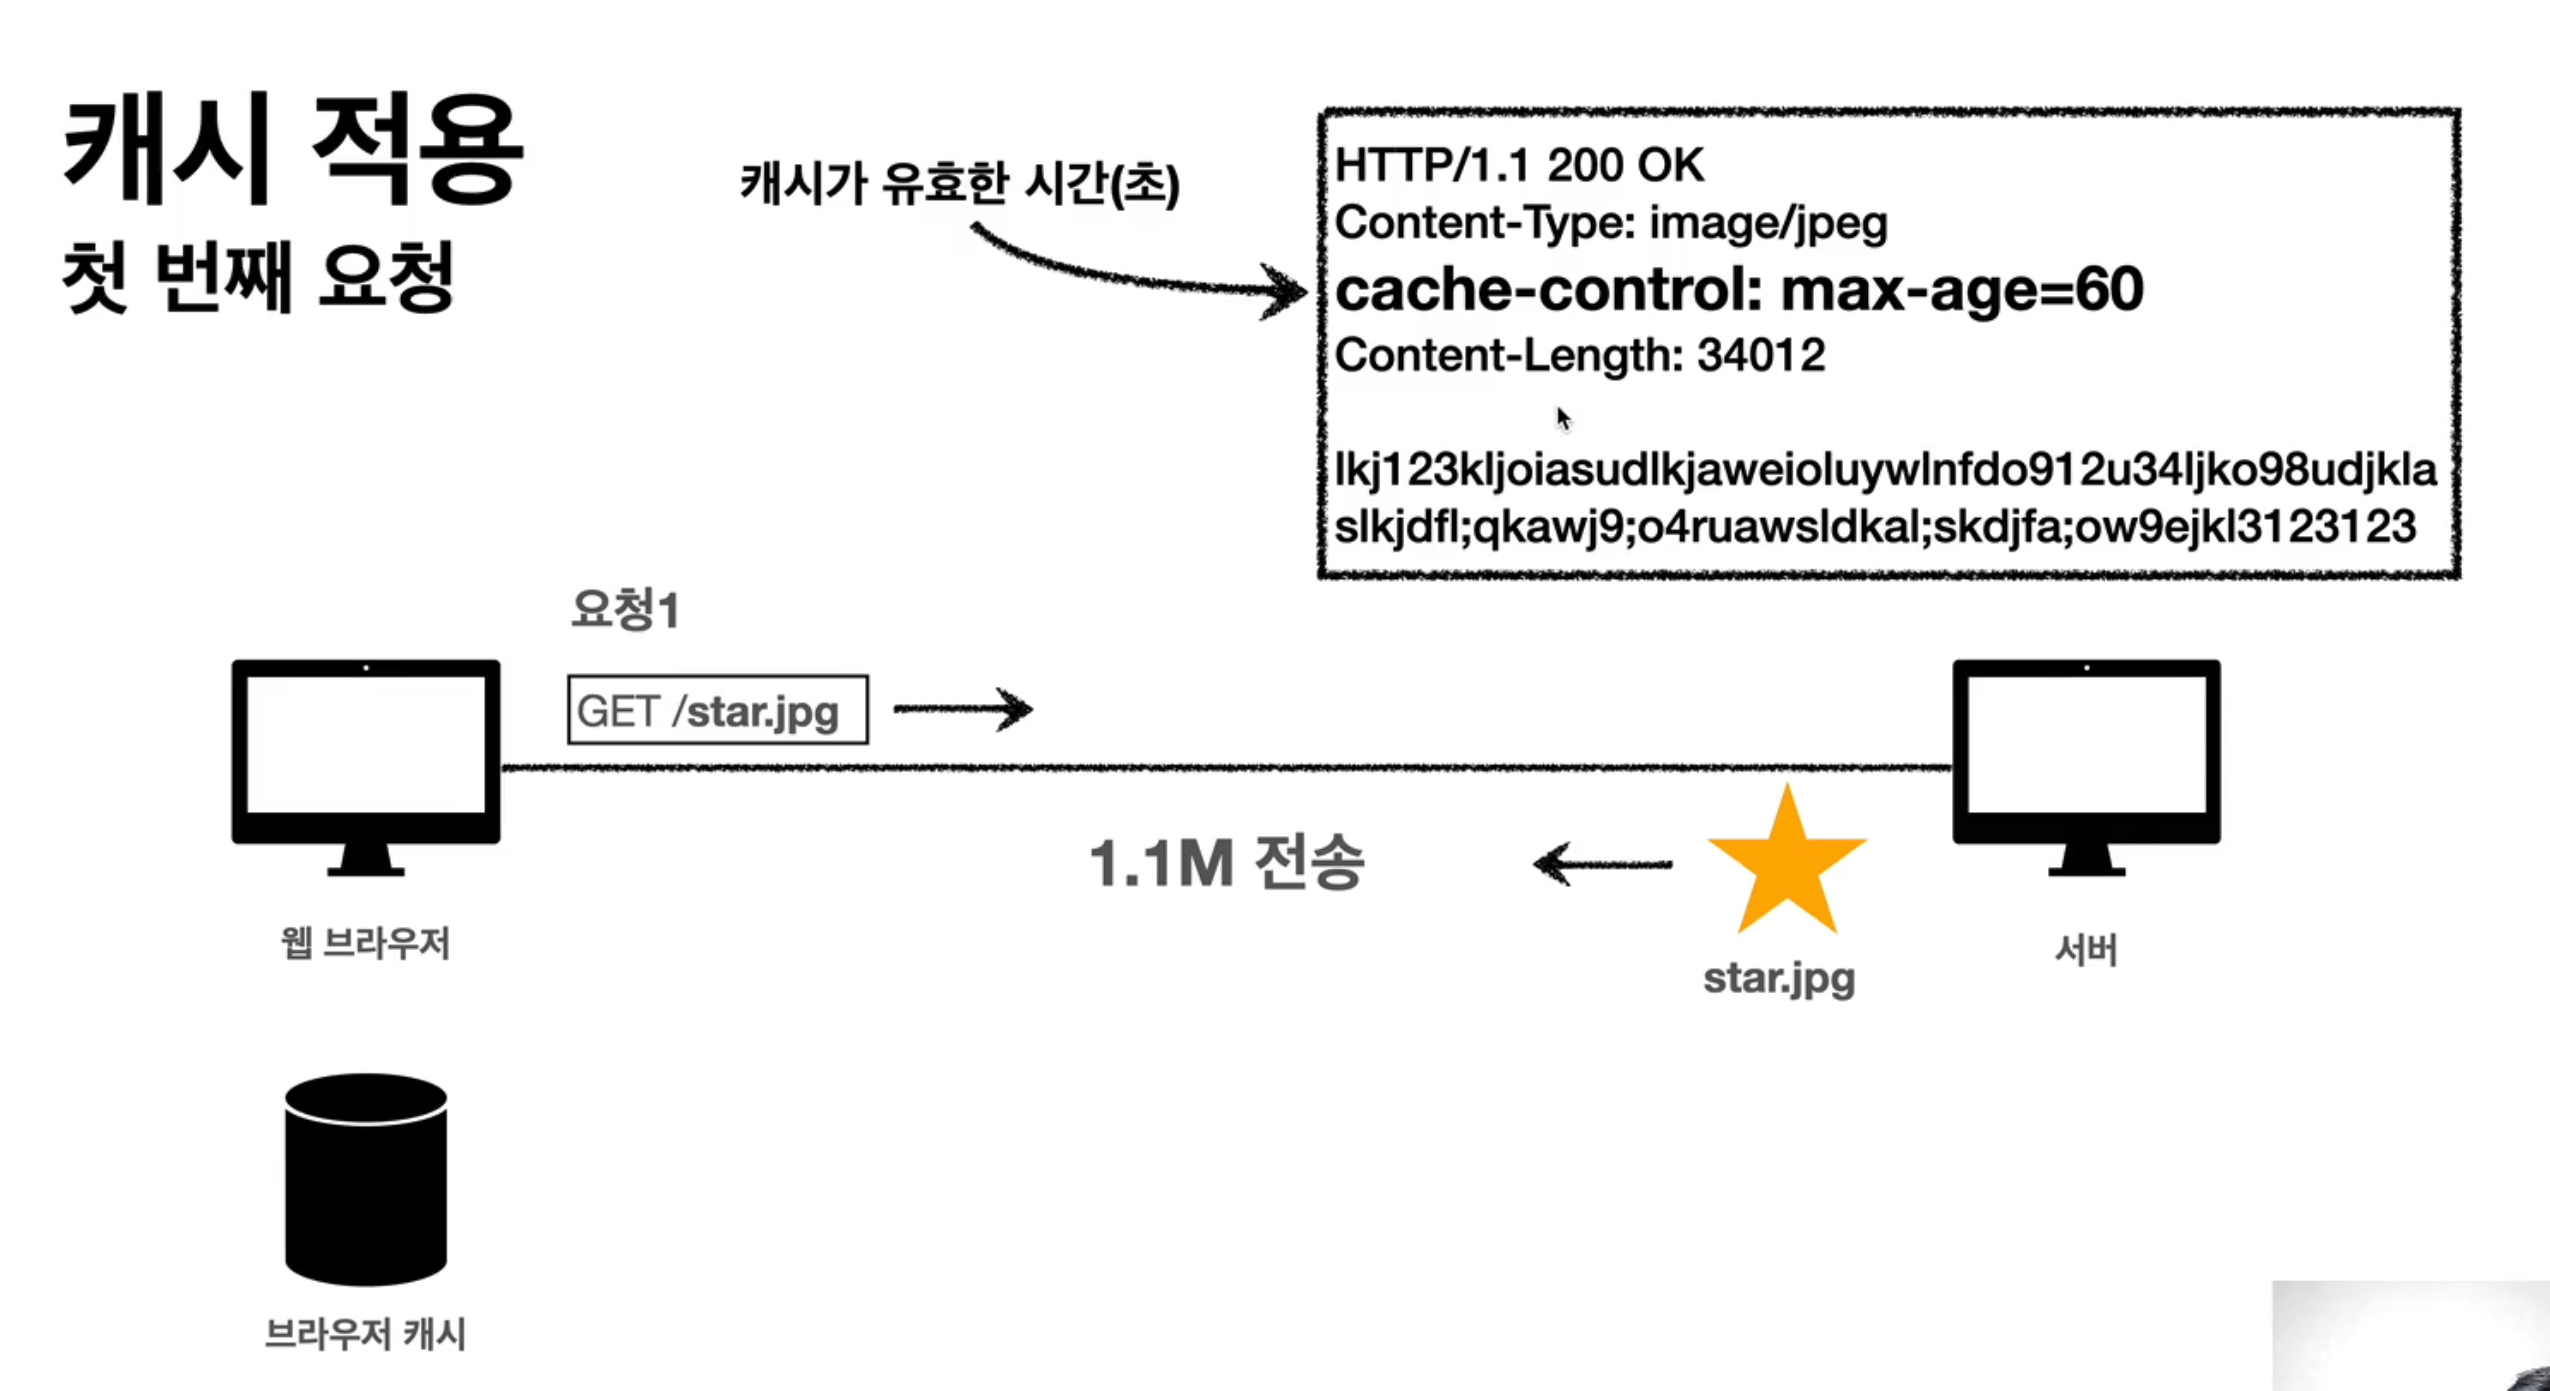 캐시 적용
첫 번째 요청
캐시가 유효한 시간(초)
HTTP/1.1 200 OK
Content-Type: image/jpeg
cache-control: max-age=60
Content-Length: 34012
lkj123kljoiasudlkjaweioluywlnfdo912u34ljko98udjkla
slkjdfl;qkawj9;o4ruawsldkal;skdjfa;ow9ejkl3123123
요청1
GET /star.jpg
1.1M 전송
웹 브라우저
star.jpg
서버
브라우저 캐시